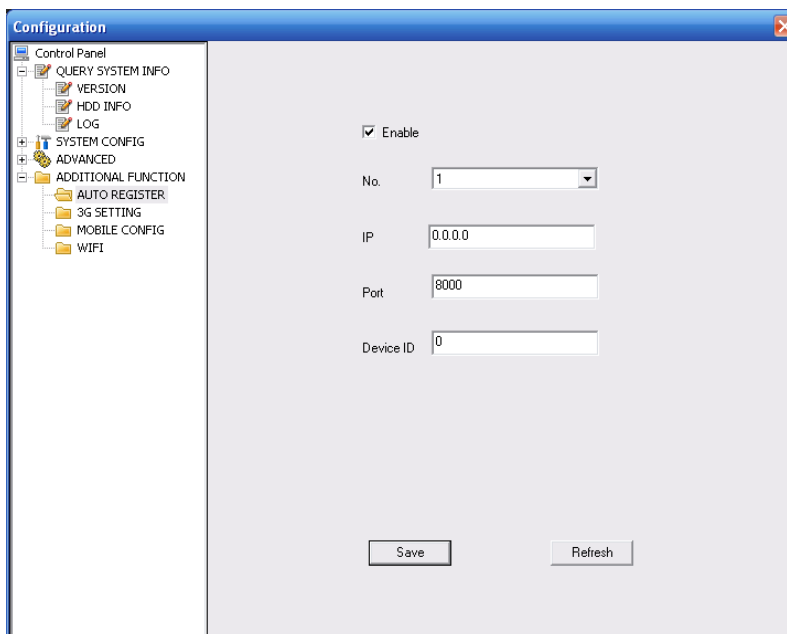 Configuration
Control Panel
QUERY SYSTEM INFO
VERSION
HDD INFO
LOG
SYSTEM CONFIG
ADVANCED
ADDITIONAL FUNCTION
AUTO REGISTER
3G SETTING
MOBILE CONFIG
WIFI
Enable
No. 1
IP 0.0.0.0
Port 8000
Device ID 0
Save Refresh